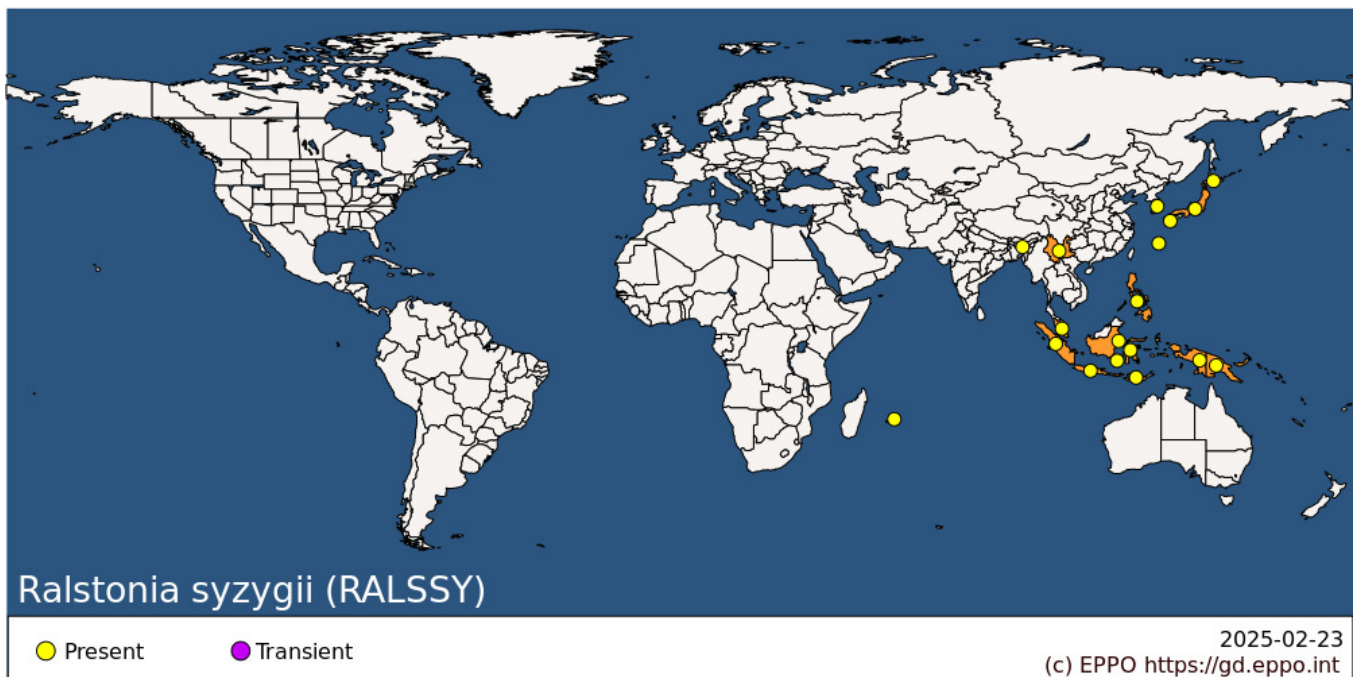 Ralstonia syzygii (RALSSY)
Present
Transient
2025-02-23
(c) EPPO https://gd.eppo.int